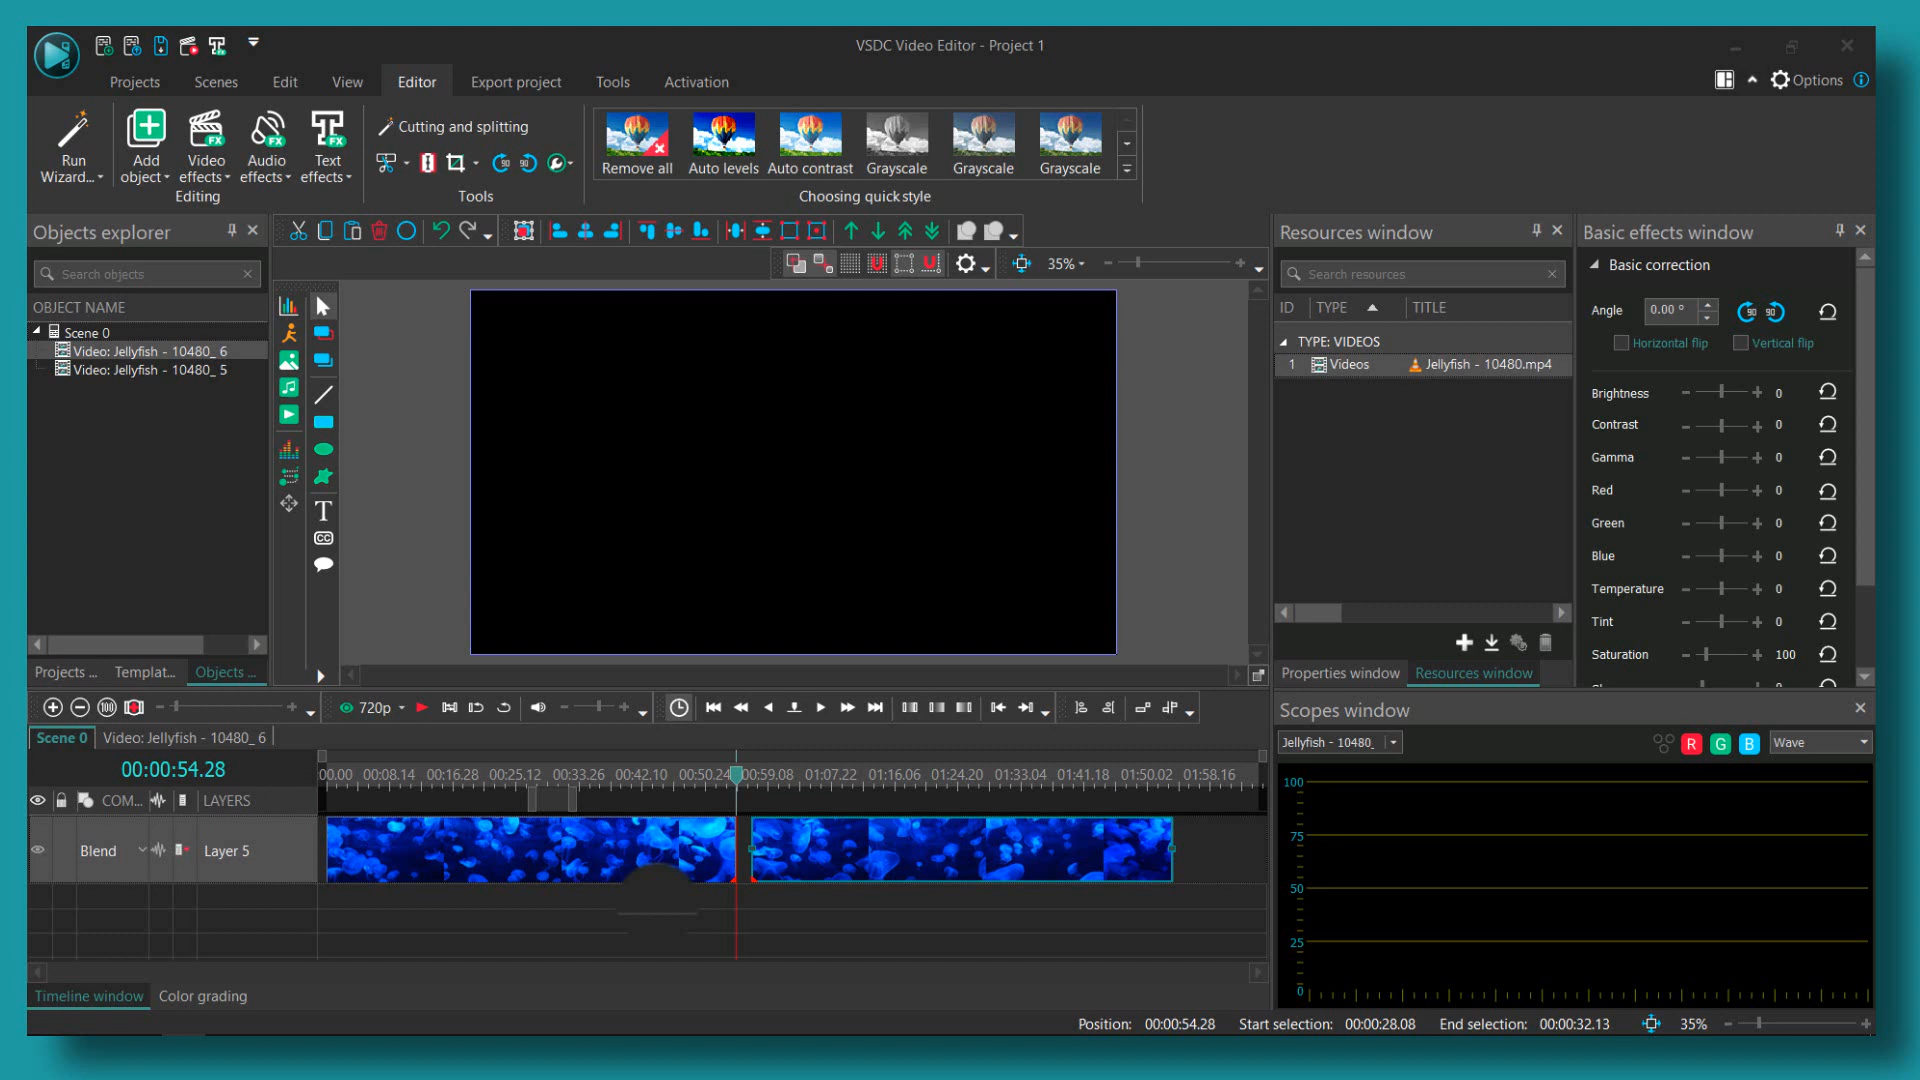 VSDC Video Editor - Project 1
Projects Scenes Edit View Editor Export project Tools Activation Options
Cutting and splitting
Run Wizard...
Add object
Video effects
Audio effects
Text effects
Remove all Auto levels Auto contrast Grayscale Grayscale Grayscale
Editing Tools Choosing quick style
Objects explorer
Search objects
OBJECT NAME
Scene 0
Video: Jellyfish - 10480_ 6
Video: Jellyfish - 10480_ 5
Projects ... Templat... Objects ...
35%
T
CC
Resources window
Search resources
ID TYPE TITLE
TYPE: VIDEOS
1 Videos Jellyfish - 10480.mp4
Properties window Resources window
Basic effects window
Basic correction
Angle 0.00 ° 90 90
Horizontal flip Vertical flip
Brightness 0
Contrast 0
Gamma 0
Red 0
Green 0
Blue 0
Temperature 0
Tint 0
Saturation 100
720p
Scene 0 Video: Jellyfish - 10480_ 6
00:00:54.28
00.00 00:08.14 00:16.28 00:25.12 00:33.26 00:42.10 00:50.24 00:59.08 01:07.22 01:16.06 01:24.20 01:33.04 01:41.18 01:50.02 01:58.16
COM... LAYERS
Blend Layer 5
Timeline window Color grading
Scopes window
Jellyfish - 10480_ R G B Wave
100
75
50
25
0
Position: 00:00:54.28 Start selection: 00:00:28.08 End selection: 00:00:32.13 35%